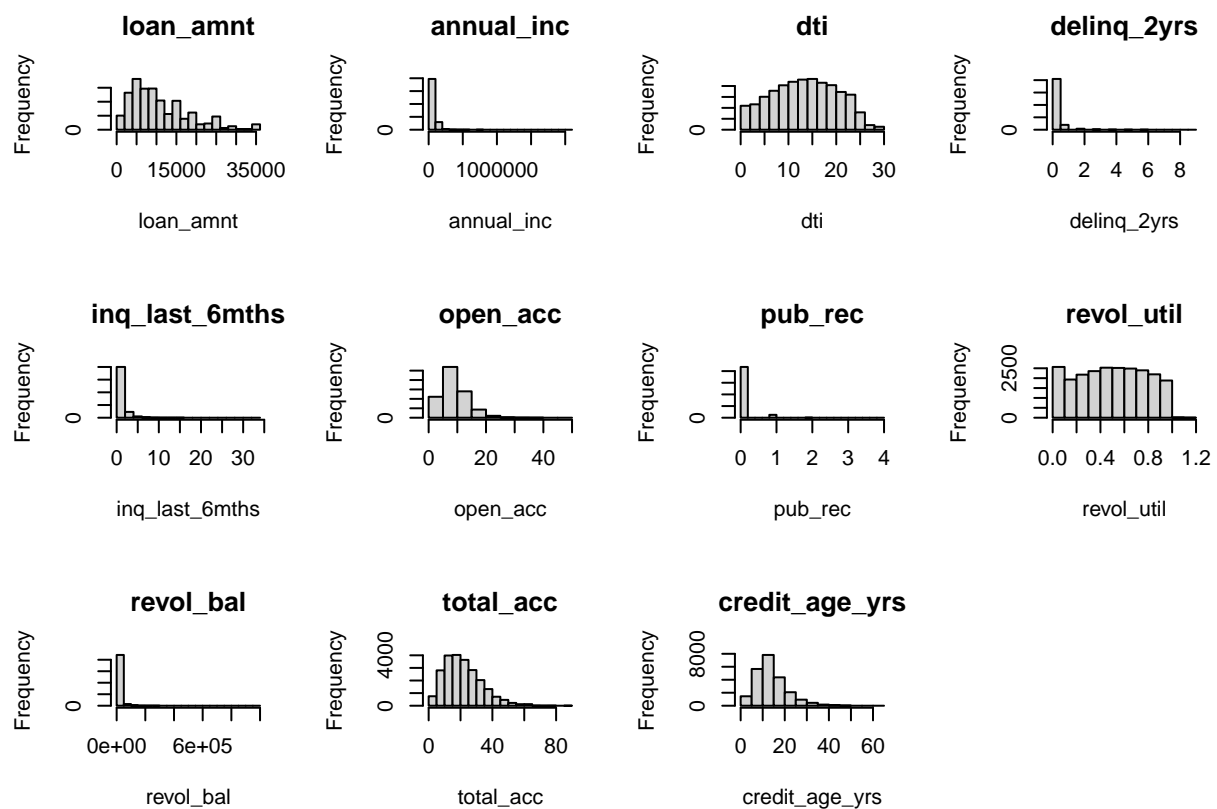 loan_amnt
Frequency
0
0 15000 35000
loan_amnt
annual_inc
Frequency
0
0 1000000
annual_inc
dti
Frequency
0
0 10 20 30
dti
delinq_2yrs
Frequency
0
0 2 4 6 8
delinq_2yrs
inq_last_6mths
Frequency
0
0 10 20 30
inq_last_6mths
open_acc
Frequency
0
0 20 40
open_acc
pub_rec
Frequency
0
0 1 2 3 4
pub_rec
revol_util
Frequency
2500
0
0.0 0.4 0.8 1.2
revol_util
revol_bal
Frequency
0
0e+00 6e+05
revol_bal
total_acc
Frequency
4000
0
0 40 80
total_acc
credit_age_yrs
Frequency
8000
0
0 20 40 60
credit_age_yrs